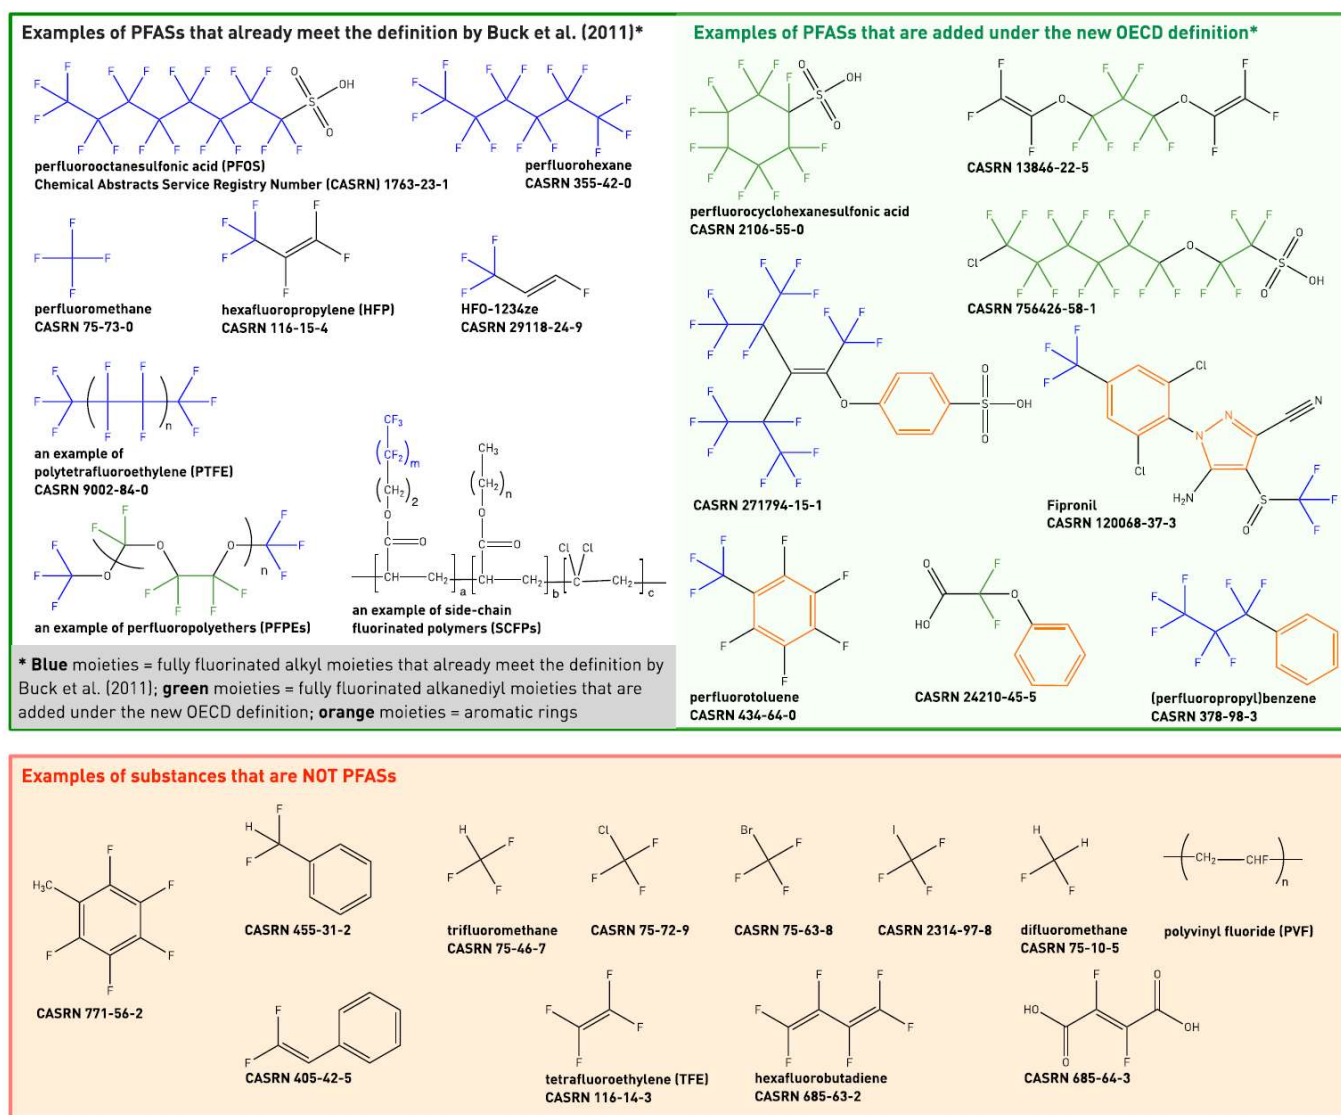 Examples of PFASs that already meet the definition by Buck et al. (2011)*
perfluorooctanesulfonic acid (PFOS)
Chemical Abstracts Service Registry Number (CASRN) 1763-23-1
perfluorohexane
CASRN 355-42-0
perfluoromethane
CASRN 75-73-0
hexafluoropropylene (HFP)
CASRN 116-15-4
HFO-1234ze
CASRN 29118-24-9
an example of
polytetrafluoroethylene (PTFE)
CASRN 9002-84-0
an example of perfluoropolyethers (PFPEs)
an example of side-chain
fluorinated polymers (SCFPs)
* Blue moieties = fully fluorinated alkyl moieties that already meet the definition by
Buck et al. (2011); green moieties = fully fluorinated alkanediyl moieties that are
added under the new OECD definition; orange moieties = aromatic rings
Examples of PFASs that are added under the new OECD definition*
perfluorocyclohexanesulfonic acid
CASRN 2106-55-0
CASRN 13846-22-5
CASRN 756426-58-1
CASRN 271794-15-1
Fipronil
CASRN 120068-37-3
perfluorotoluene
CASRN 434-64-0
CASRN 24210-45-5
(perfluoropropyl)benzene
CASRN 378-98-3
Examples of substances that are NOT PFASs
CASRN 771-56-2
CASRN 455-31-2
trifluoromethane
CASRN 75-46-7
CASRN 75-72-9
CASRN 75-63-8
CASRN 2314-97-8
difluoromethane
CASRN 75-10-5
polyvinyl fluoride (PVF)
CASRN 405-42-5
tetrafluoroethylene (TFE)
CASRN 116-14-3
hexafluorobutadiene
CASRN 685-63-2
CASRN 685-64-3